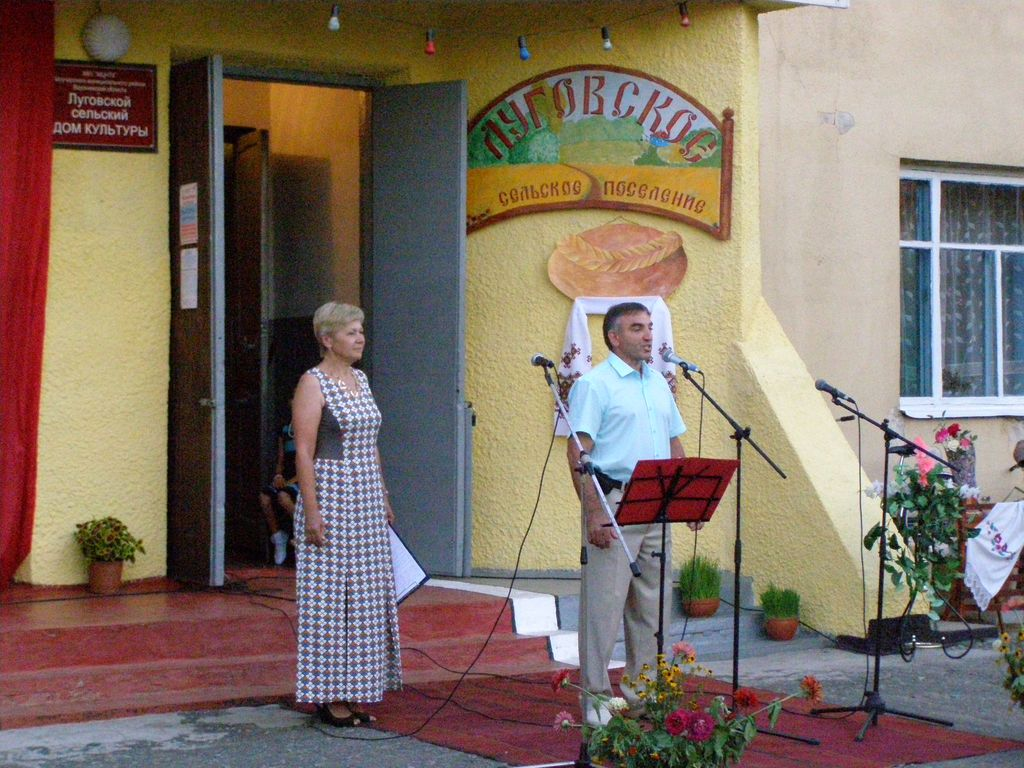 Луговской
сельский
ДОМ КУЛЬТУРЫ
ЛУГОВСКОЕ
СЕЛЬСКОЕ ПОСЕЛЕНИЕ